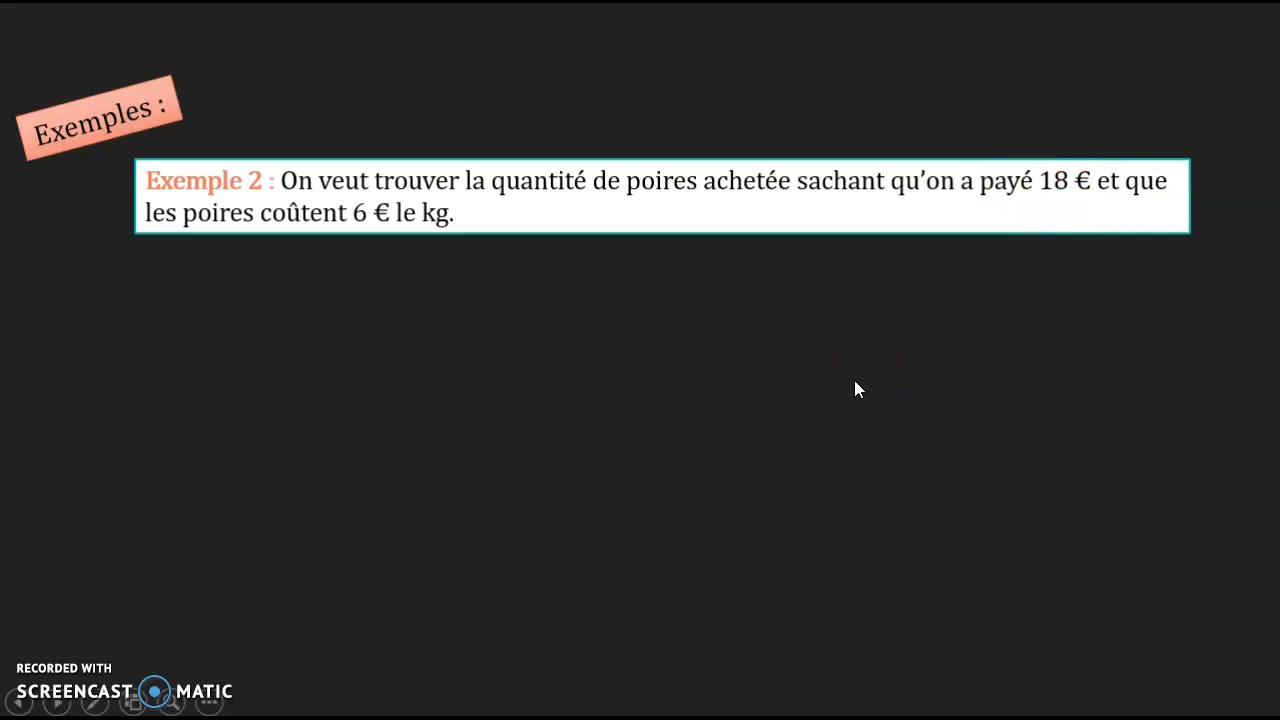 Exemples :
Exemple 2 : On veut trouver la quantité de poires achetée sachant qu’on a payé 18 € et que
les poires coûtent 6 € le kg.
RECORDED WITH
SCREENCAST MATIC